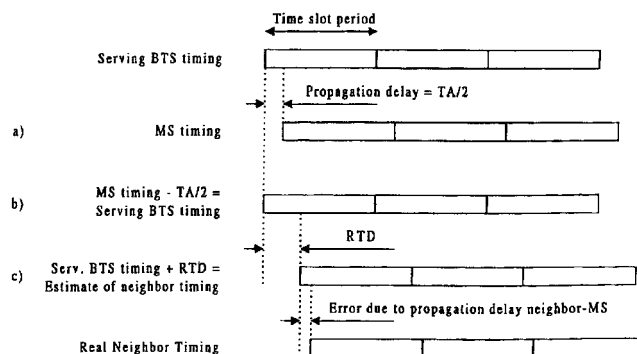 Time slot period
Serving BTS timing
Propagation delay = TA/2
a) MS timing
b) MS timing - TA/2 =
Serving BTS timing
RTD
c) Serv. BTS timing + RTD =
Estimate of neighbor timing
Error due to propagation delay neighbor-MS
Real Neighbor Timing